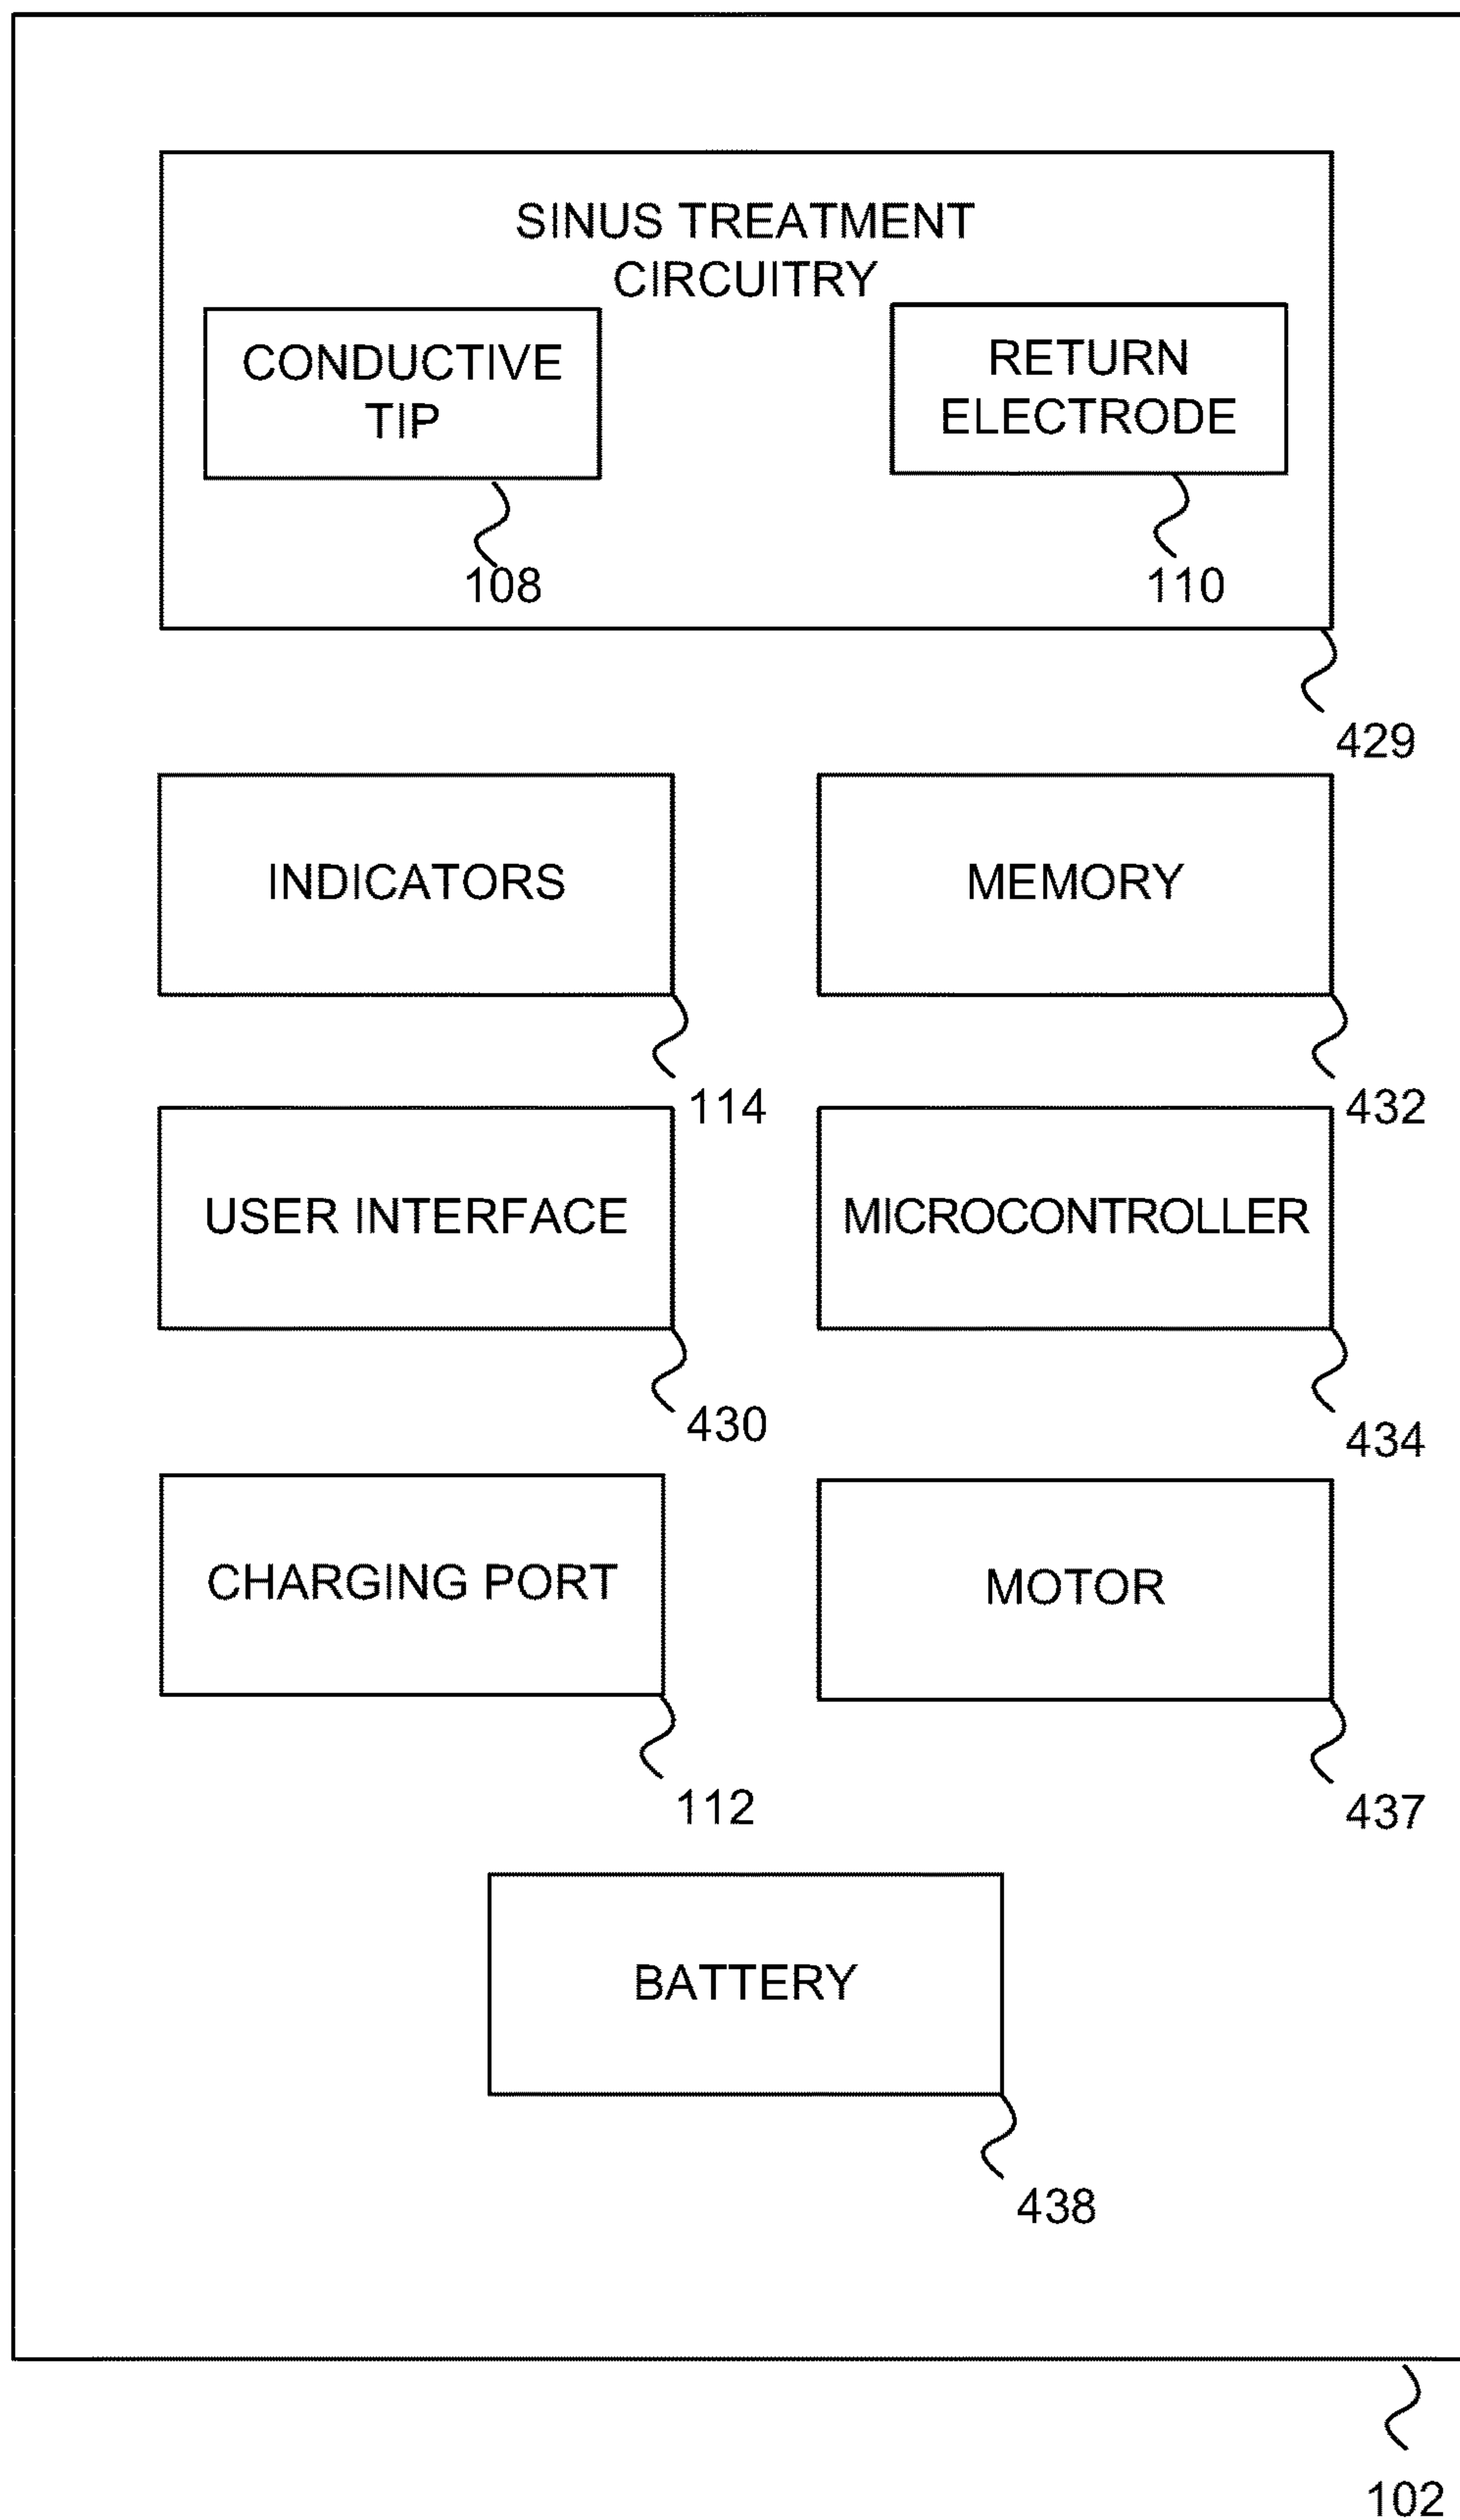 SINUS TREATMENT
CIRCUITRY
CONDUCTIVE
TIP
RETURN
ELECTRODE
108
110
429
INDICATORS
MEMORY
114
432
USER INTERFACE
MICROCONTROLLER
430
434
CHARGING PORT
MOTOR
112
437
BATTERY
438
102